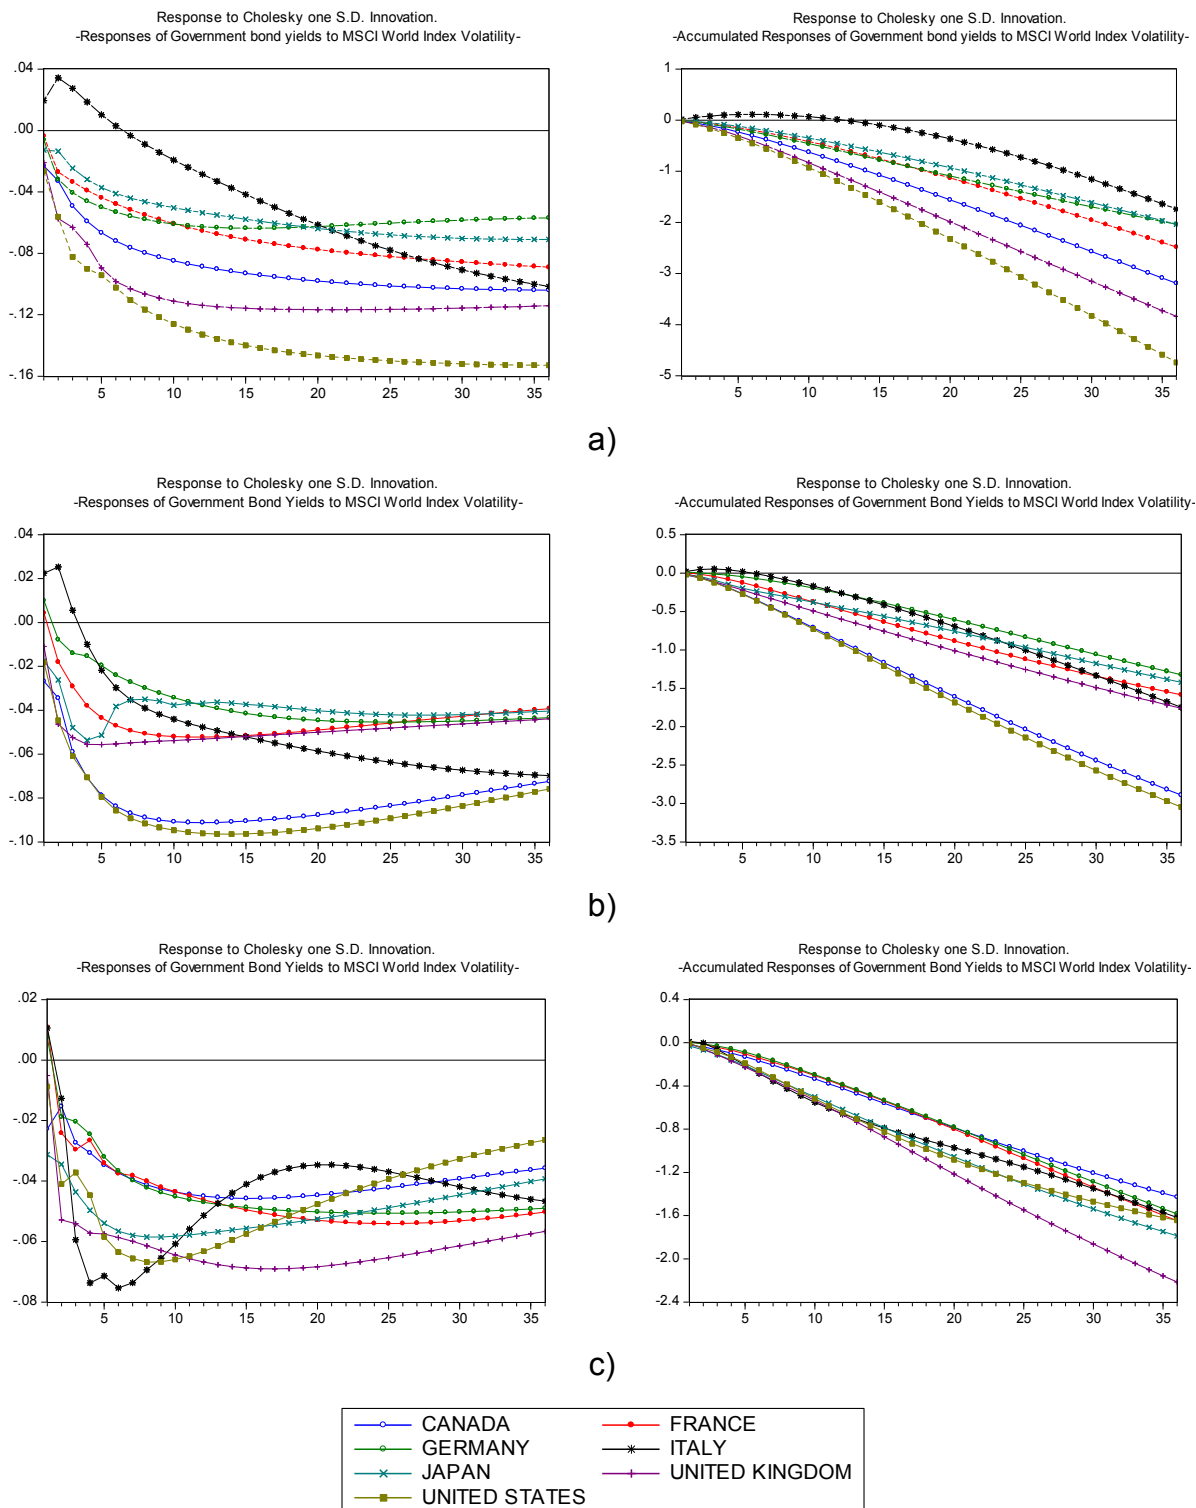 Response to Cholesky one S.D. Innovation.
-Responses of Government bond yields to MSCI World Index Volatility-
.04
.00
-.04
-.08
-.12
-.16
5 10 15 20 25 30 35
Response to Cholesky one S.D. Innovation.
-Accumulated Responses of Government bond yields to MSCI World Index Volatility-
1
0
-1
-2
-3
-4
-5
5 10 15 20 25 30 35
a)
Response to Cholesky one S.D. Innovation.
-Responses of Government Bond Yields to MSCI World Index Volatility-
.04
.02
.00
-.02
-.04
-.06
-.08
-.10
5 10 15 20 25 30 35
Response to Cholesky one S.D. Innovation.
-Accumulated Responses of Government Bond Yields to MSCI World Index Volatility-
0.5
0.0
-0.5
-1.0
-1.5
-2.0
-2.5
-3.0
-3.5
5 10 15 20 25 30 35
b)
Response to Cholesky one S.D. Innovation.
-Responses of Government Bond Yields to MSCI World Index Volatility-
.02
.00
-.02
-.04
-.06
-.08
5 10 15 20 25 30 35
Response to Cholesky one S.D. Innovation.
-Accumulated Responses of Government Bond Yields to MSCI World Index Volatility-
0.4
0.0
-0.4
-0.8
-1.2
-1.6
-2.0
-2.4
5 10 15 20 25 30 35
c)
CANADA FRANCE
GERMANY ITALY
JAPAN UNITED KINGDOM
UNITED STATES